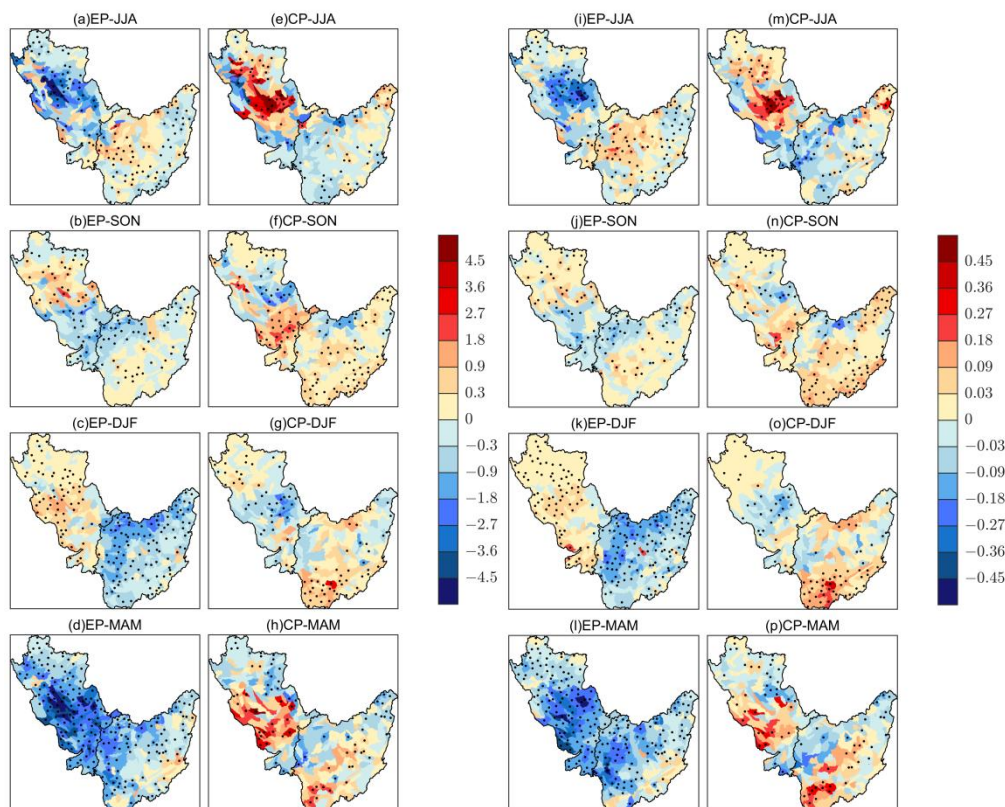 (a)EP-JJA
(e)CP-JJA
(i)EP-JJA
(m)CP-JJA
(b)EP-SON
(f)CP-SON
(j)EP-SON
(n)CP-SON
4.5
3.6
2.7
1.8
0.9
0.3
0
−0.3
−0.9
−1.8
−2.7
−3.6
−4.5
0.45
0.36
0.27
0.18
0.09
0.03
0
−0.03
−0.09
−0.18
−0.27
−0.36
−0.45
(c)EP-DJF
(g)CP-DJF
(k)EP-DJF
(o)CP-DJF
(d)EP-MAM
(h)CP-MAM
(l)EP-MAM
(p)CP-MAM